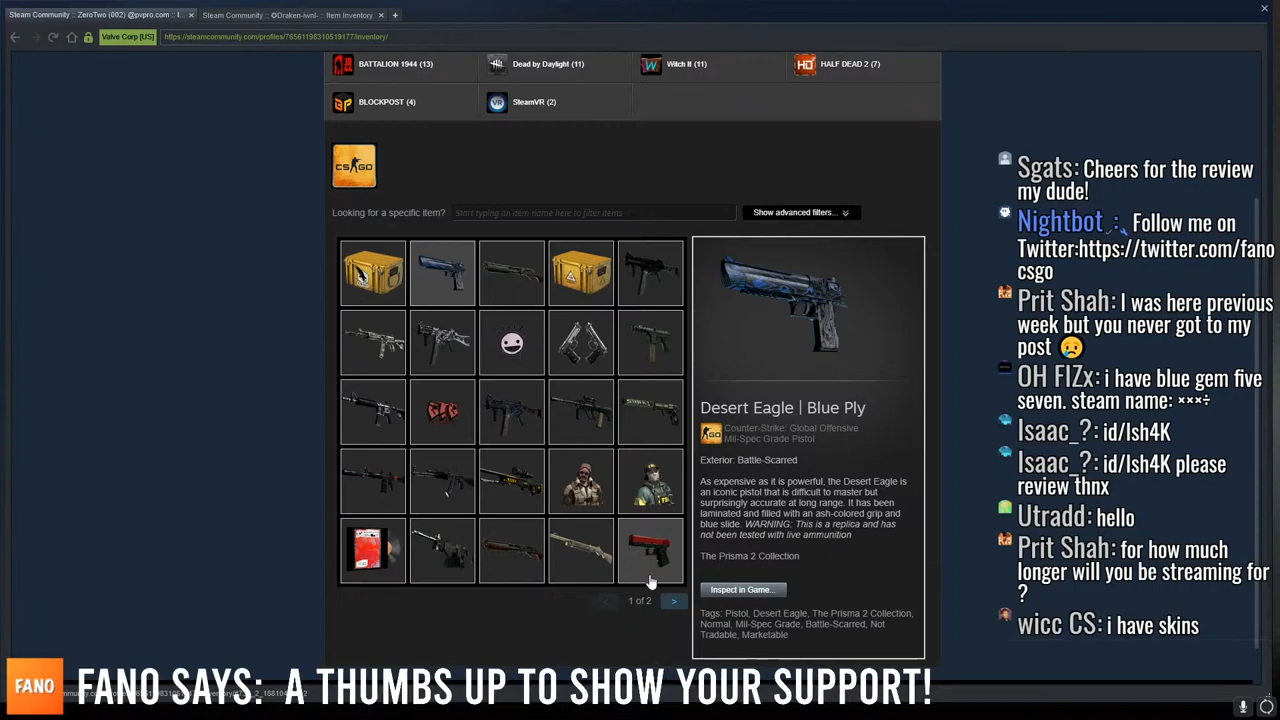 Steam Community :: ZeroTwo (002) @pvpro.com :: I...
Steam Community :: ✪Draken-iwnl- :: Item Inventory
Valve Corp [US]
https://steamcommunity.com/profiles/76561198310519177/inventory/
BATTALION 1944 (13)
Dead by Daylight (11)
Witch It (11)
HALF DEAD 2 (7)
BLOCKPOST (4)
SteamVR (2)
CS GO
Looking for a specific item?
Start typing an item name here to filter items
Show advanced filters...
Desert Eagle | Blue Ply
Counter-Strike: Global Offensive
Mil-Spec Grade Pistol
Exterior: Battle-Scarred
As expensive as it is powerful, the Desert Eagle is
an iconic pistol that is difficult to master but
surprisingly accurate at long range. It has been
laminated and filled with an ash-colored grip and
blue slide. WARNING: This is a replica and has
not been tested with live ammunition
The Prisma 2 Collection
Inspect in Game...
1 of 2
>
Tags: Pistol, Desert Eagle, The Prisma 2 Collection,
Normal, Mil-Spec Grade, Battle-Scarred, Not
Tradable, Marketable
Sgats: Cheers for the review
my dude!
Nightbot : Follow me on
Twitter:https://twitter.com/fano
csgo
Prit Shah: I was here previous
week but you never got to my
post 😥
OH FIZx: i have blue gem five
seven. steam name: ×××÷
Isaac_?: id/Ish4K
Isaac_?: id/Ish4K please
review thnx
Utradd: hello
Prit Shah: for how much
longer will you be streaming for
?
wicc CS: i have skins
FANO
FANO SAYS: A THUMBS UP TO SHOW YOUR SUPPORT!